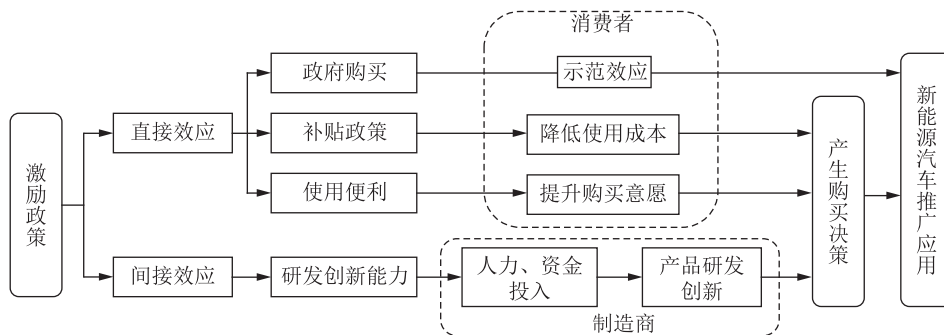 消费者
政府购买
示范效应
直接效应
补贴政策
降低使用成本
使用便利
提升购买意愿
激励政策
间接效应
研发创新能力
人力、资金
投入
产品研发
创新
制造商
产生购买决策
新能源汽车推广应用